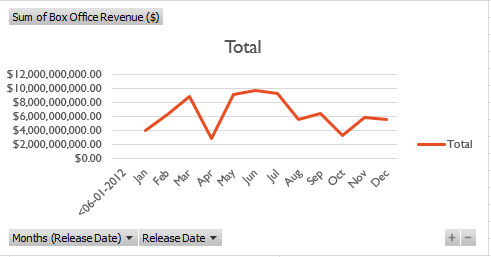 Sum of Box Office Revenue ($)
Total
$12,000,000,000.00
$10,000,000,000.00
$8,000,000,000.00
$6,000,000,000.00
$4,000,000,000.00
$2,000,000,000.00
$0.00
<06-01-2012
Jan
Feb
Mar
Apr
May
Jun
Jul
Aug
Sep
Oct
Nov
Dec
Total
Months (Release Date)
Release Date
+ −